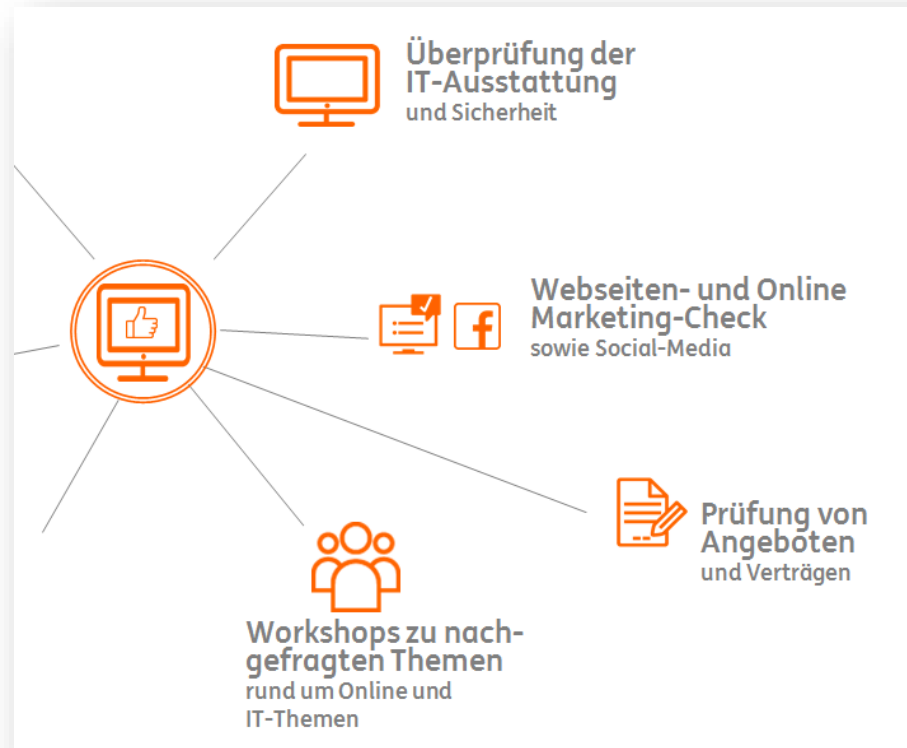 Überprüfung der
IT-Ausstattung
und Sicherheit
Webseiten- und Online
Marketing-Check
sowie Social-Media
Prüfung von
Angeboten
und Verträgen
Workshops zu nach-
gefragten Themen
rund um Online und
IT-Themen